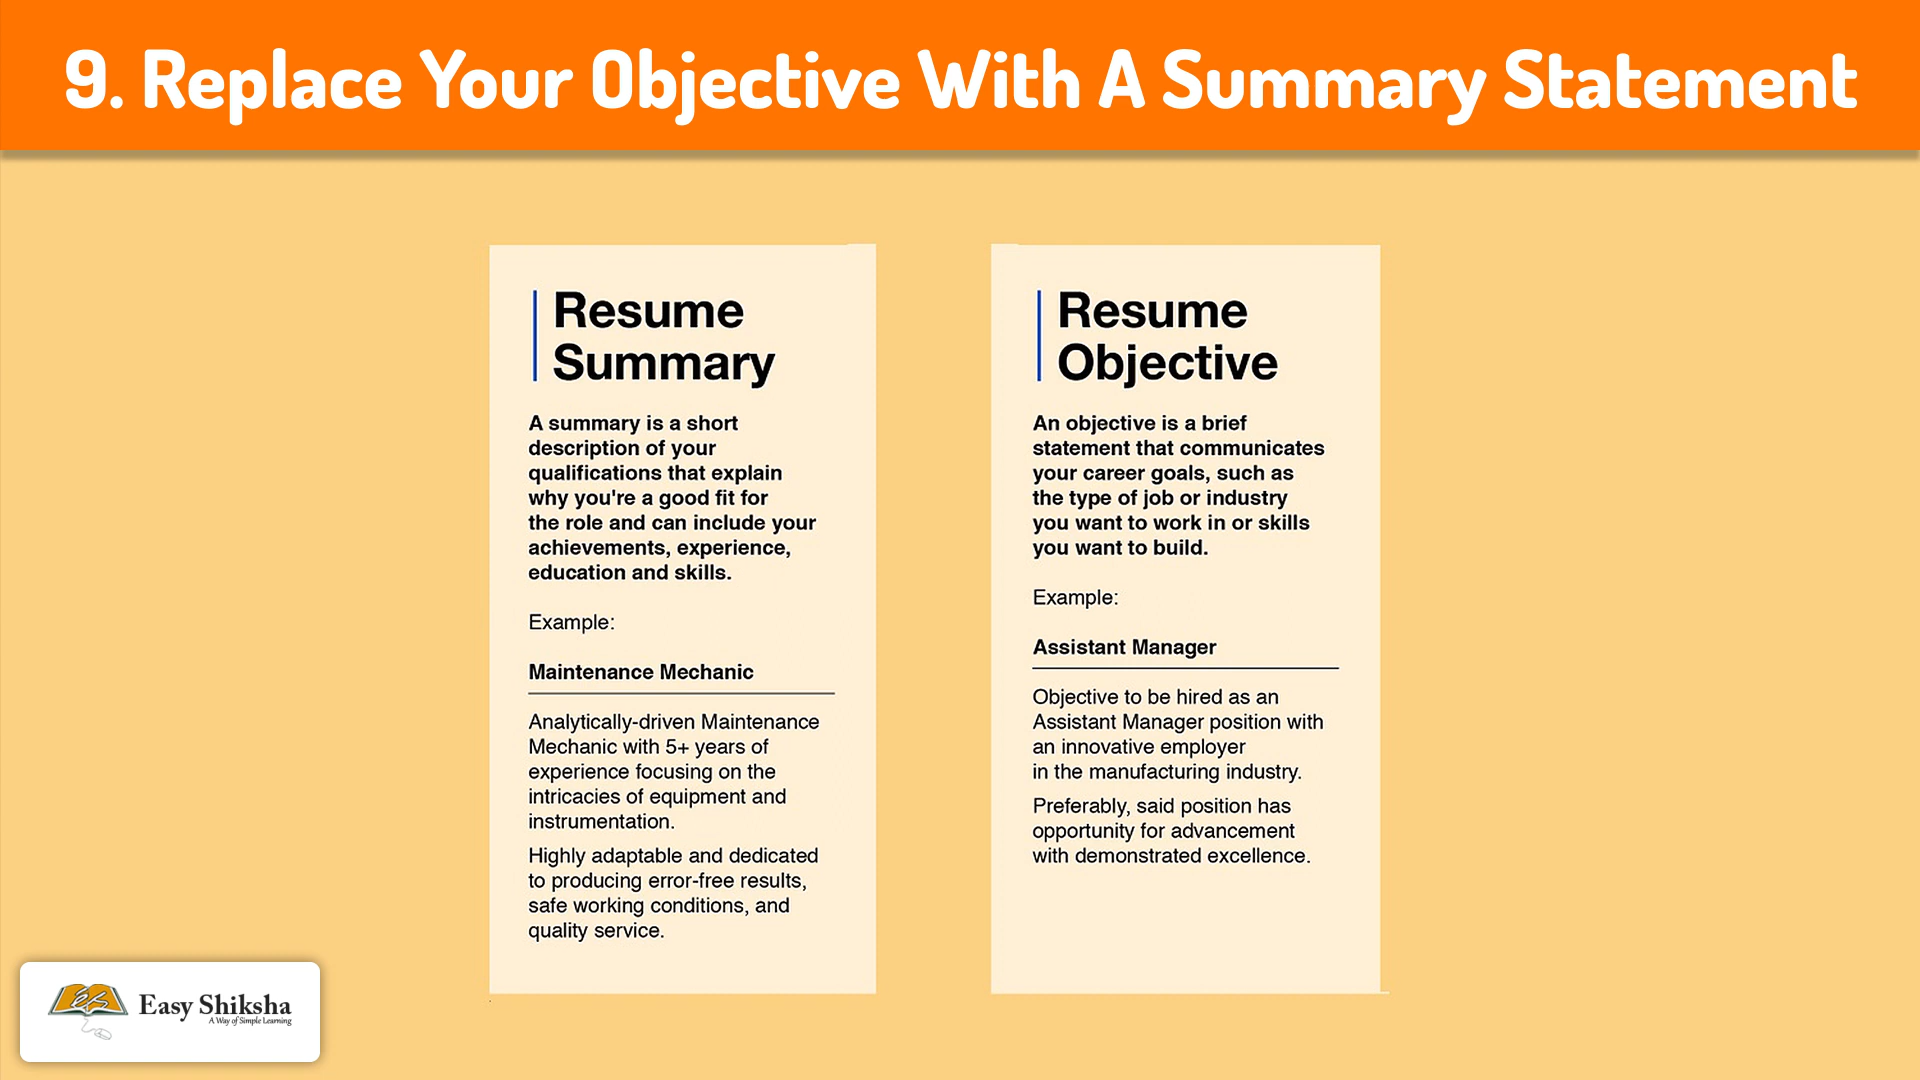 9. Replace Your Objective With A Summary Statement
Resume
Summary
A summary is a short
description of your
qualifications that explain
why you're a good fit for
the role and can include your
achievements, experience,
education and skills.
Example:
Maintenance Mechanic
Analytically-driven Maintenance
Mechanic with 5+ years of
experience focusing on the
intricacies of equipment and
instrumentation.
Highly adaptable and dedicated
to producing error-free results,
safe working conditions, and
quality service.
Resume
Objective
An objective is a brief
statement that communicates
your career goals, such as
the type of job or industry
you want to work in or skills
you want to build.
Example:
Assistant Manager
Objective to be hired as an
Assistant Manager position with
an innovative employer
in the manufacturing industry.
Preferably, said position has
opportunity for advancement
with demonstrated excellence.
es
Easy Shiksha
A Way of Simple Learning